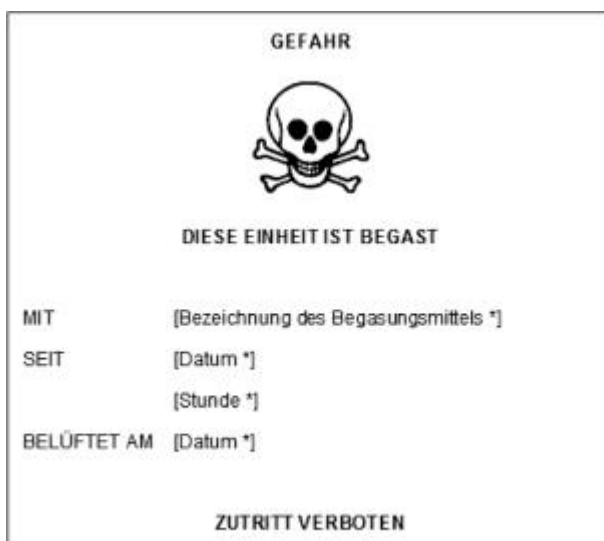 GEFAHR
DIESE EINHEIT IST BEGAST
MIT [Bezeichnung des Begasungsmittels *]
SEIT [Datum *]
[Stunde *]
BELÜFTET AM [Datum *]
ZUTRITT VERBOTEN